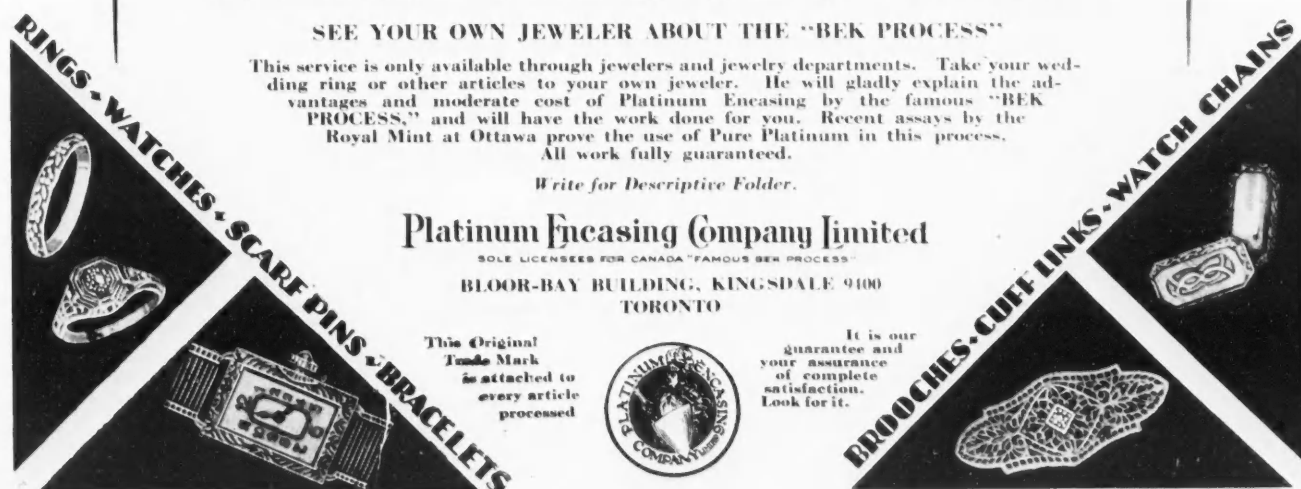 SEE YOUR OWN JEWELER ABOUT THE "BEK PROCESS"
This service is only available through jewelers and jewelry departments. Take your wed-
ding ring or other articles to your own jeweler. He will gladly explain the ad-
vantages and moderate cost of Platinum Encasing by the famous "BEK
PROCESS," and will have the work done for you. Recent assays by the
Royal Mint at Ottawa prove the use of Pure Platinum in this process.
All work fully guaranteed.
Write for Descriptive Folder.
Platinum Encasing Company Limited
SOLE LICENSEES FOR CANADA "FAMOUS BEK PROCESS"
BLOOR-BAY BUILDING, KINGSDALE 9400
TORONTO
This Original
Trade Mark
is attached to
every article
processed
PLATINUM ENCASING
COMPANY
It is our
guarantee and
your assurance
of complete
satisfaction.
Look for it.
RINGS • WATCHES • SCARF PINS • BRACELETS
BROOCHES • CUFF LINKS • WATCH CHAINS